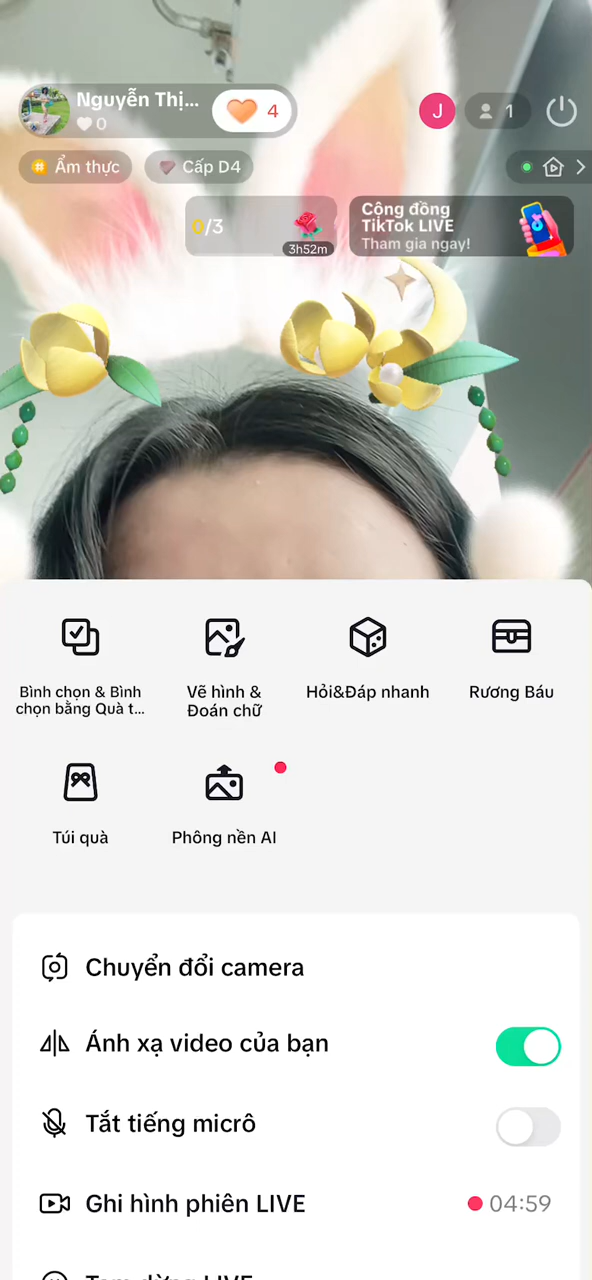 Nguyễn Thị...
0
4
J
1
Ẩm thực
Cấp D4
0/3
3h52m
Cộng đồng
TikTok LIVE
Tham gia ngay!
Bình chọn & Bình
chọn bằng Quà t...
Vẽ hình &
Đoán chữ
Hỏi&Đáp nhanh
Rương Báu
Túi quà
Phông nền AI
Chuyển đổi camera
Ánh xạ video của bạn
Tắt tiếng micrô
Ghi hình phiên LIVE
04:59